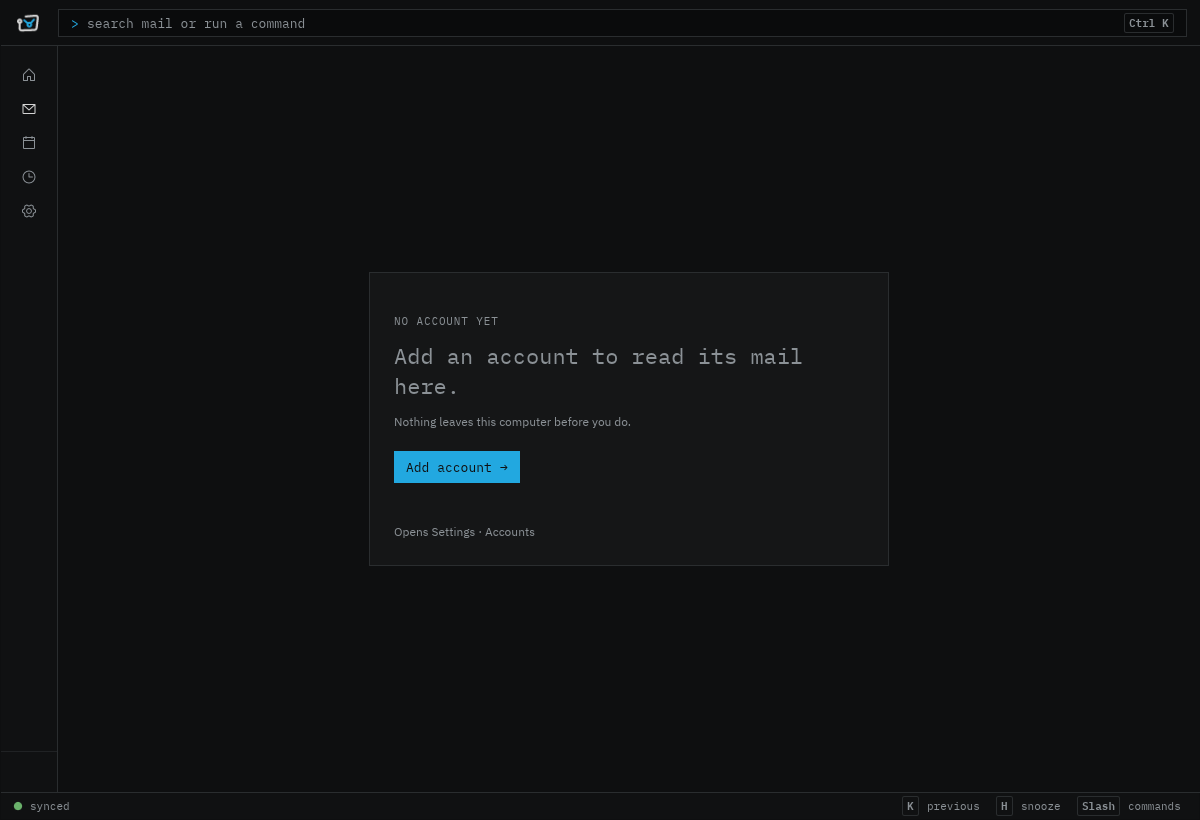 > search mail or run a command Ctrl K
NO ACCOUNT YET
Add an account to read its mail
here.
Nothing leaves this computer before you do.
Add account →
Opens Settings · Accounts
synced K previous H snooze Slash commands